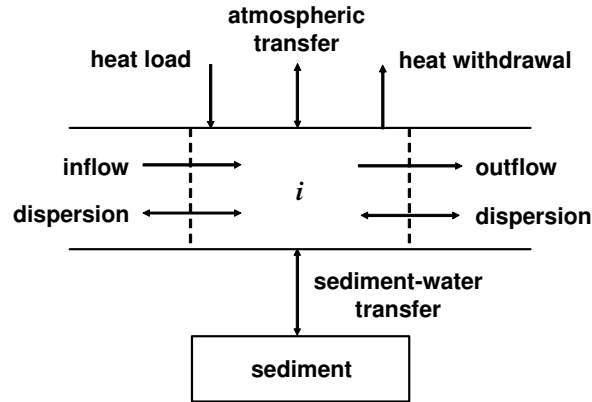 atmospheric
transfer
heat load
heat withdrawal
inflow
i
outflow
dispersion
dispersion
sediment-water
transfer
sediment